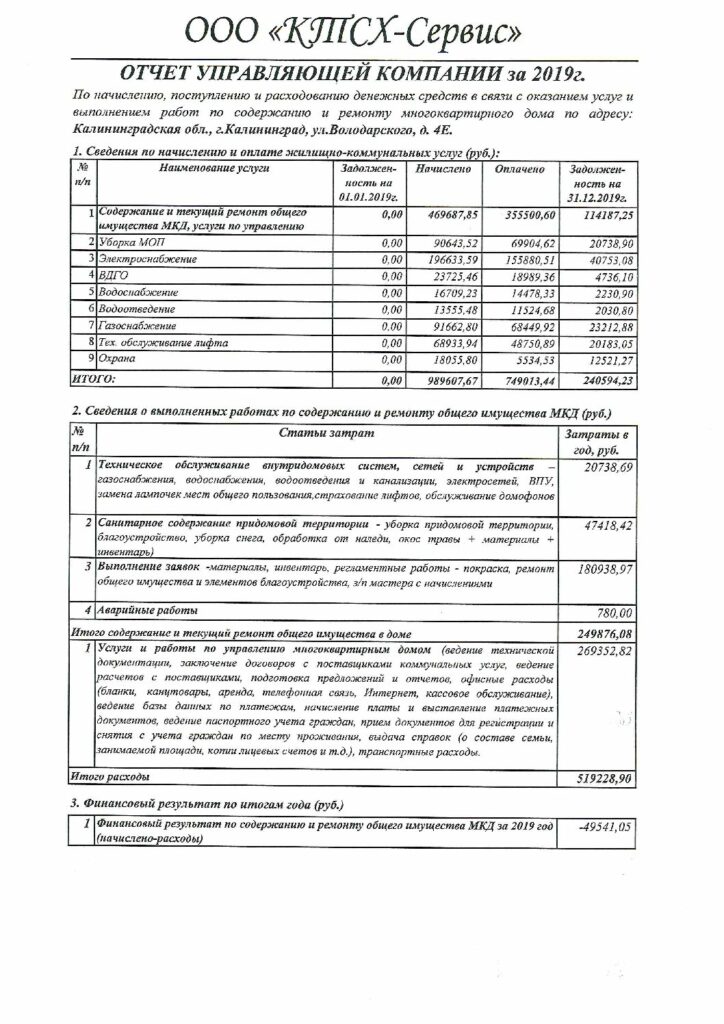 ООО «КТСХ-Сервис»
ОТЧЕТ УПРАВЛЯЮЩЕЙ КОМПАНИИ за 2019г.
По начислению, поступлению и расходованию денежных средств в связи с оказанием услуг и
выполнением работ по содержанию и ремонту многоквартирного дома по адресу:
Калининградская обл., г.Калининград, ул.Володарского, д. 4Е.
1. Сведения по начислению и оплате жилищно-коммунальных услуг (руб.):
№ п/п Наименование услуги Задолжен-ность на 01.01.2019г. Начислено Оплачено Задолжен-ность на 31.12.2019г.
1 Содержание и текущий ремонт общего имущества МКД, услуги по управлению 0,00 469687,85 355500,60 114187,25
2 Уборка МОП 0,00 90643,52 69904,62 20738,90
3 Электроснабжение 0,00 196633,59 155880,51 40753,08
4 ВДГО 0,00 23725,46 18989,36 4736,10
5 Водоснабжение 0,00 16709,23 14478,33 2230,90
6 Водоотведение 0,00 13555,48 11524,68 2030,80
7 Газоснабжение 0,00 91662,80 68449,92 23212,88
8 Тех. обслуживание лифта 0,00 68933,94 48750,89 20183,05
9 Охрана 0,00 18055,80 5534,53 12521,27
ИТОГО: 0,00 989607,67 749013,44 240594,23
2. Сведения о выполненных работах по содержанию и ремонту общего имущества МКД (руб.)
№ п/п Статьи затрат Затраты в год, руб.
1 Техническое обслуживание внутридомовых систем, сетей и устройств – 20738,69
газоснабжения, водоснабжения, водоотведения и канализации, электросетей, ВПУ,
замена лампочек мест общего пользования,страхование лифтов, обслуживание домофонов
2 Санитарное содержание придомовой территории - уборка придомовой территории, 47418,42
благоустройство, уборка снега, обработка от наледи, окос травы + материалы +
инвентарь)
3 Выполнение заявок -материалы, инвентарь, регламентные работы - покраска, ремонт 180938,97
общего имущества и элементов благоустройства, з/п мастера с начислениями
4 Аварийные работы 780,00
Итого содержание и текущий ремонт общего имущества в доме 249876,08
1 Услуги и работы по управлению многоквартирным домом (ведение технической 269352,82
документации, заключение договоров с поставщиками коммунальных услуг, ведение
расчетов с поставщиками, подготовка предложений и отчетов, офисные расходы
(бланки, канцтовары, аренда, телефонная связь, Интернет, кассовое обслуживание),
ведение базы данных по платежам, начисление платы и выставление платежных
документов, ведение паспортного учета граждан, прием документов для регистрации и
снятия с учета граждан по месту проживания, выдача справок (о составе семьи,
занимаемой площади, копии лицевых счетов и т.д.), транспортные расходы.
Итого расходы 519228,90
3. Финансовый результат по итогам года (руб.)
1 Финансовый результат по содержанию и ремонту общего имущества МКД за 2019 год -49541,05
(начислено-расходы)